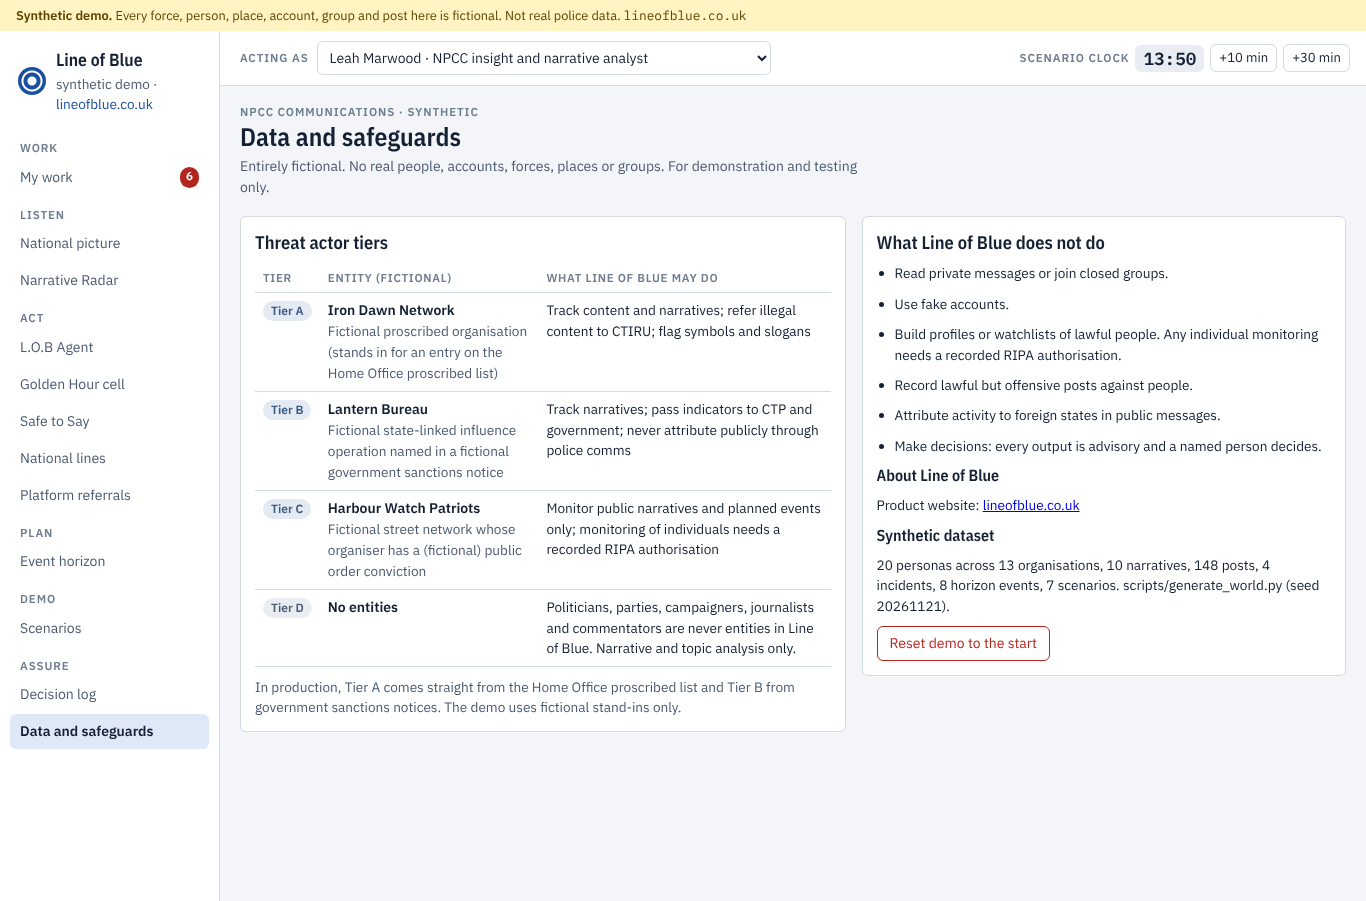 Synthetic demo. Every force, person, place, account, group and post here is fictional. Not real police data. lineofblue.co.uk
Line of Blue
synthetic demo ·
lineofblue.co.uk
WORK
My work
6
LISTEN
National picture
Narrative Radar
ACT
L.O.B Agent
Golden Hour cell
Safe to Say
National lines
Platform referrals
PLAN
Event horizon
DEMO
Scenarios
ASSURE
Decision log
Data and safeguards
ACTING AS
Leah Marwood · NPCC insight and narrative analyst
SCENARIO CLOCK
13:50
+10 min
+30 min
NPCC COMMUNICATIONS · SYNTHETIC
Data and safeguards
Entirely fictional. No real people, accounts, forces, places or groups. For demonstration and testing
only.
Threat actor tiers
TIER
ENTITY (FICTIONAL)
WHAT LINE OF BLUE MAY DO
Tier A
Iron Dawn Network
Fictional proscribed organisation
(stands in for an entry on the
Home Office proscribed list)
Track content and narratives; refer illegal
content to CTIRU; flag symbols and slogans
Tier B
Lantern Bureau
Fictional state-linked influence
operation named in a fictional
government sanctions notice
Track narratives; pass indicators to CTP and
government; never attribute publicly through
police comms
Tier C
Harbour Watch Patriots
Fictional street network whose
organiser has a (fictional) public
order conviction
Monitor public narratives and planned events
only; monitoring of individuals needs a
recorded RIPA authorisation
Tier D
No entities
Politicians, parties, campaigners, journalists
and commentators are never entities in Line
of Blue. Narrative and topic analysis only.
In production, Tier A comes straight from the Home Office proscribed list and Tier B from
government sanctions notices. The demo uses fictional stand-ins only.
What Line of Blue does not do
• Read private messages or join closed groups.
• Use fake accounts.
• Build profiles or watchlists of lawful people. Any individual monitoring
needs a recorded RIPA authorisation.
• Record lawful but offensive posts against people.
• Attribute activity to foreign states in public messages.
• Make decisions: every output is advisory and a named person decides.
About Line of Blue
Product website: lineofblue.co.uk
Synthetic dataset
20 personas across 13 organisations, 10 narratives, 148 posts, 4
incidents, 8 horizon events, 7 scenarios. scripts/generate_world.py (seed
20261121).
Reset demo to the start